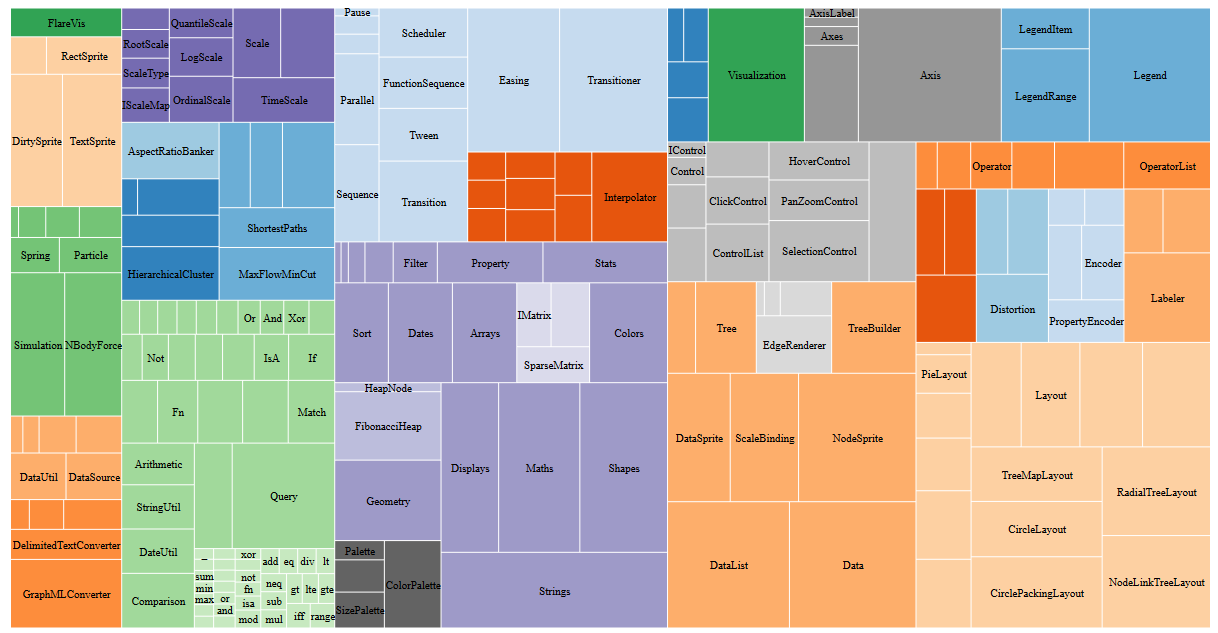 FlareVis
RectSprite
DirtySprite
TextSprite
Spring
Particle
Simulation
NBodyForce
DataUtil
DataSource
DelimitedTextConverter
GraphMLConverter
QuantileScale
RootScale
LogScale
Scale
ScaleType
IScaleMap
OrdinalScale
TimeScale
AspectRatioBanker
ShortestPaths
HierarchicalCluster
MaxFlowMinCut
Or
And
Xor
Not
IsA
If
Fn
Match
Arithmetic
StringUtil
DateUtil
Comparison
Query
_
xor
add
eq
div
lt
sum
not
neq
min
fn
gt
lte
gte
max
or
isa
sub
and
mod
mul
iff
range
Pause
Scheduler
FunctionSequence
Parallel
Tween
Sequence
Transition
Easing
Transitioner
Interpolator
Filter
Property
Stats
Sort
Dates
Arrays
IMatrix
SparseMatrix
Colors
HeapNode
FibonacciHeap
Geometry
Displays
Maths
Shapes
Palette
ColorPalette
SizePalette
Strings
Visualization
AxisLabel
Axes
Axis
LegendItem
LegendRange
Legend
IControl
Control
HoverControl
ClickControl
PanZoomControl
ControlList
SelectionControl
Operator
OperatorList
Tree
EdgeRenderer
TreeBuilder
Distortion
Encoder
PropertyEncoder
Labeler
DataSprite
ScaleBinding
NodeSprite
DataList
Data
PieLayout
Layout
TreeMapLayout
CircleLayout
CirclePackingLayout
RadialTreeLayout
NodeLinkTreeLayout